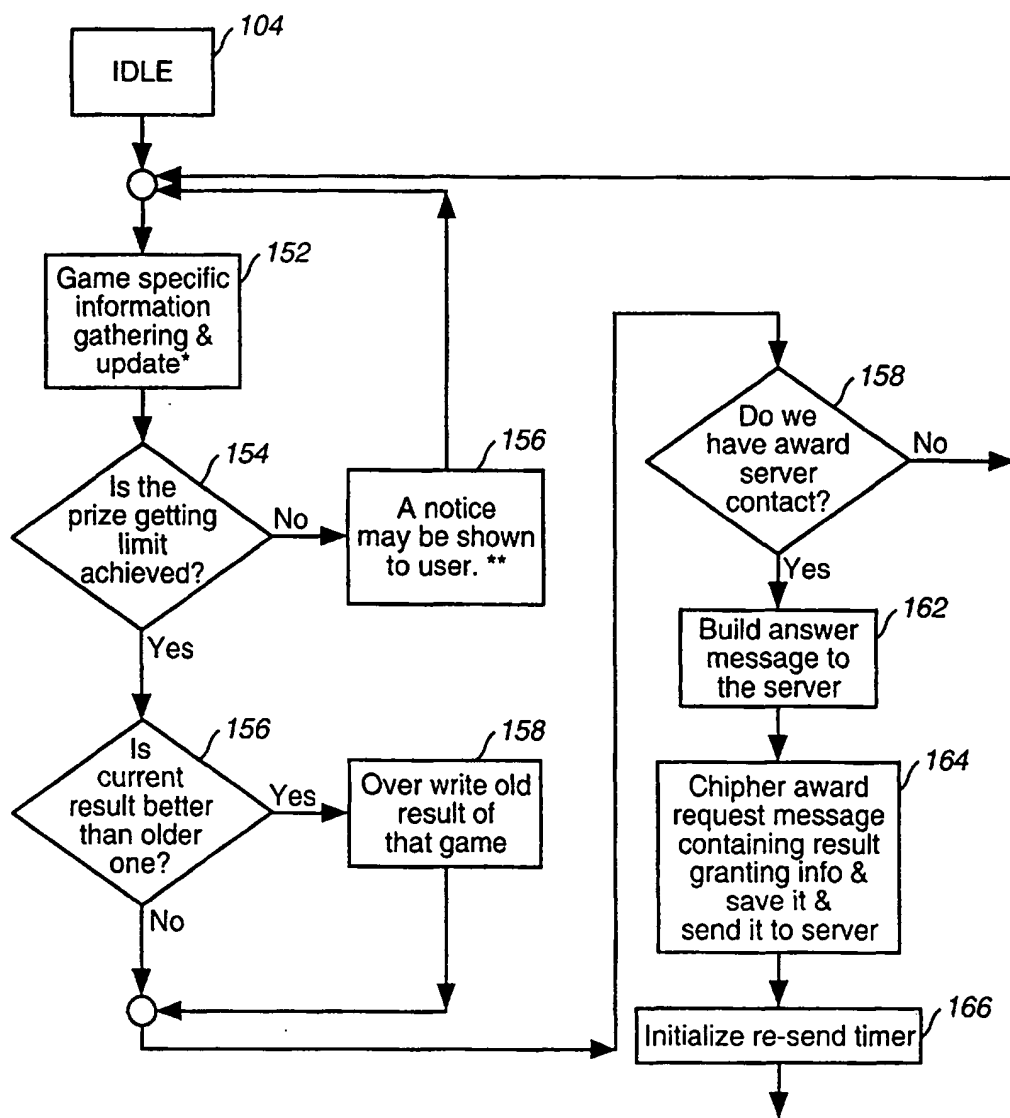 104
IDLE
152
Game specific
information
gathering &
update*
154
Is the
prize getting
limit
achieved?
No
Yes
156
A notice
may be shown
to user. **
156
Is
current
result better
than older
one?
Yes
No
158
Over write old
result of
that game
158
Do we
have award
server
contact?
No
Yes
162
Build answer
message to
the server
164
Chipher award
request message
containing result
granting info &
save it &
send it to server
166
Initialize re-send timer